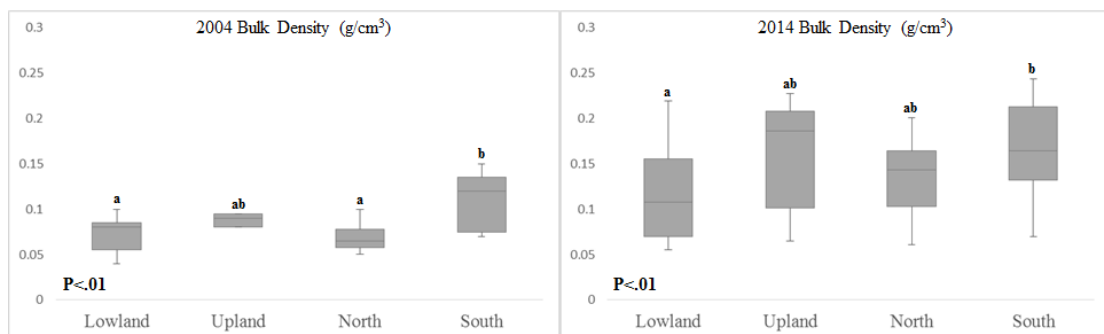 2004 Bulk Density (g/cm³)
0.3
0.25
0.2
0.15
0.1
0.05
0
a
ab
a
b
P<.01
Lowland Upland North South
2014 Bulk Density (g/cm³)
0.3
0.25
0.2
0.15
0.1
0.05
0
a
ab
ab
b
P<.01
Lowland Upland North South